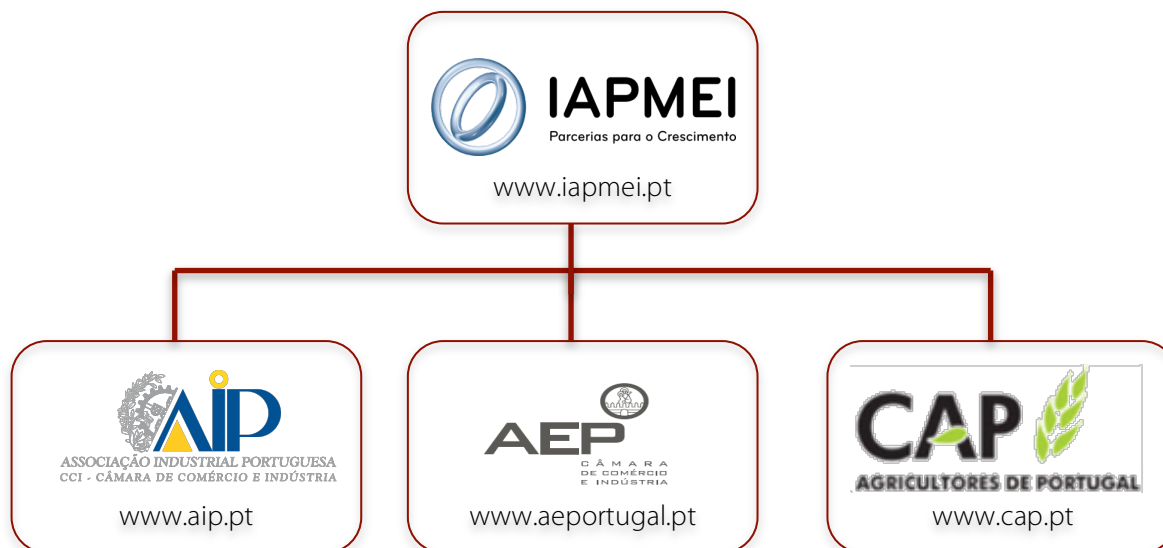 IAPMEI
Parcerias para o Crescimento
www.iapmei.pt
AIP
ASSOCIAÇÃO INDUSTRIAL PORTUGUESA
CCI - CÂMARA DE COMÉRCIO E INDÚSTRIA
www.aip.pt
AEP
CÂMARA
DE COMÉRCIO
E INDÚSTRIA
www.aeportugal.pt
CAP
AGRICULTORES DE PORTUGAL
www.cap.pt